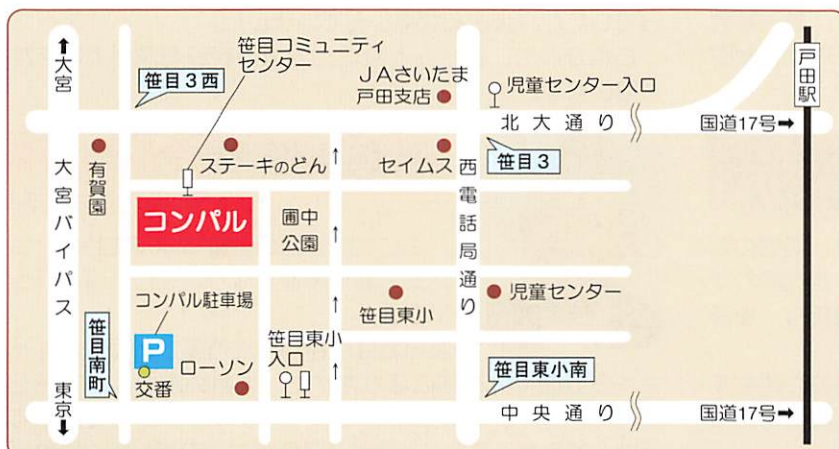 笹目コミュニティ
センター
大宮
笹目3西
JAさいたま
戸田支店
児童センター入口
戸田駅
北大通り
国道17号
有賀園
ステーキのどん
セイムス
笹目3
大宮バイパス
コンパル
圃中
公園
西電話局通り
コンパル駐車場
P
笹目東小
児童センター
笹目南町
笹目東小
入口
ローソン
交番
笹目東小南
東京
中央通り
国道17号